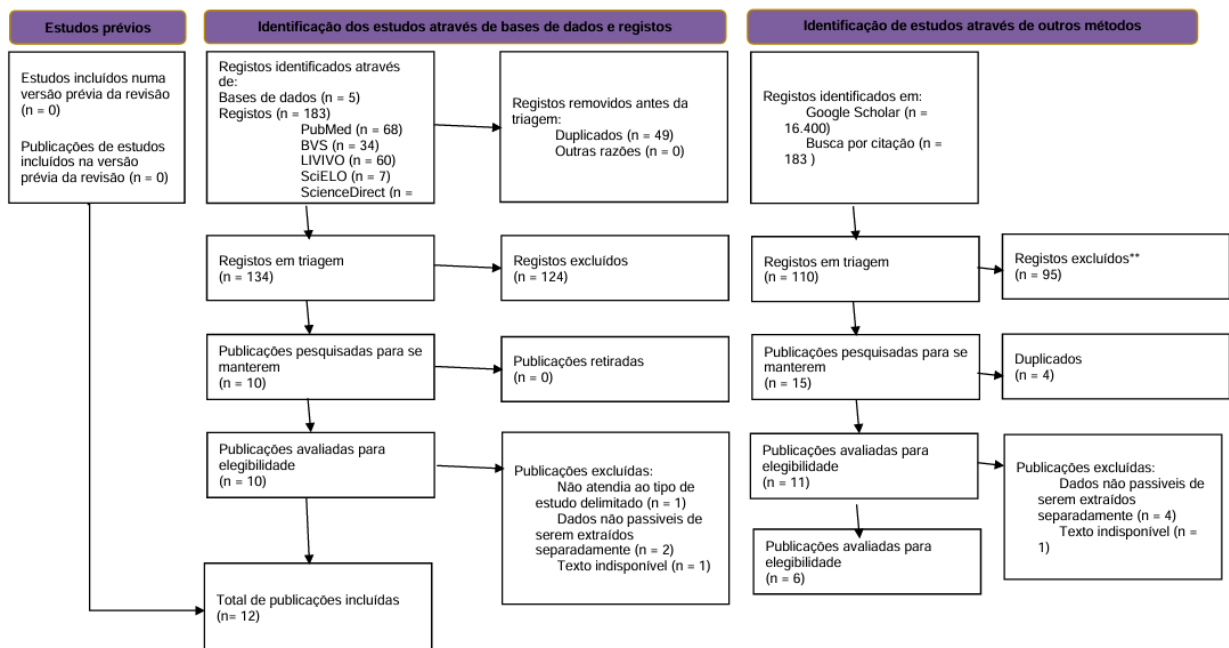 Estudos prévios
Identificação dos estudos através de bases de dados e registos
Identificação de estudos através de outros métodos
Estudos incluídos numa
versão prévia da revisão
(n = 0)
Publicações de estudos
incluídos na versão
prévia da revisão (n = 0)
Registos identificados através
de:
Bases de dados (n = 5)
Registos (n = 183)
PubMed (n = 68)
BVS (n = 34)
LIVIVO (n = 60)
SciELO (n = 7)
ScienceDirect (n =
Registos removidos antes da
triagem:
Duplicados (n = 49)
Outras razões (n = 0)
Registos identificados em:
Google Scholar (n =
16.400)
Busca por citação (n =
183 )
Registos em triagem
(n = 134)
Registos excluídos
(n = 124)
Registos em triagem
(n = 110)
Registos excluídos**
(n = 95)
Publicações pesquisadas para se
manterem
(n = 10)
Publicações retiradas
(n = 0)
Publicações pesquisadas para se
manterem
(n = 15)
Duplicados
(n = 4)
Publicações avaliadas para
elegibilidade
(n = 10)
Publicações excluídas:
Não atendia ao tipo de
estudo delimitado (n = 1)
Dados não passiveis de
serem extraídos
separadamente (n = 2)
Texto indisponível (n = 1)
Publicações avaliadas para
elegibilidade
(n = 11)
Publicações excluídas:
Dados não passiveis de
serem extraídos
separadamente (n = 4)
Texto indisponível (n =
1)
Publicações avaliadas para
elegibilidade
(n = 6)
Total de publicações incluídas
(n= 12)